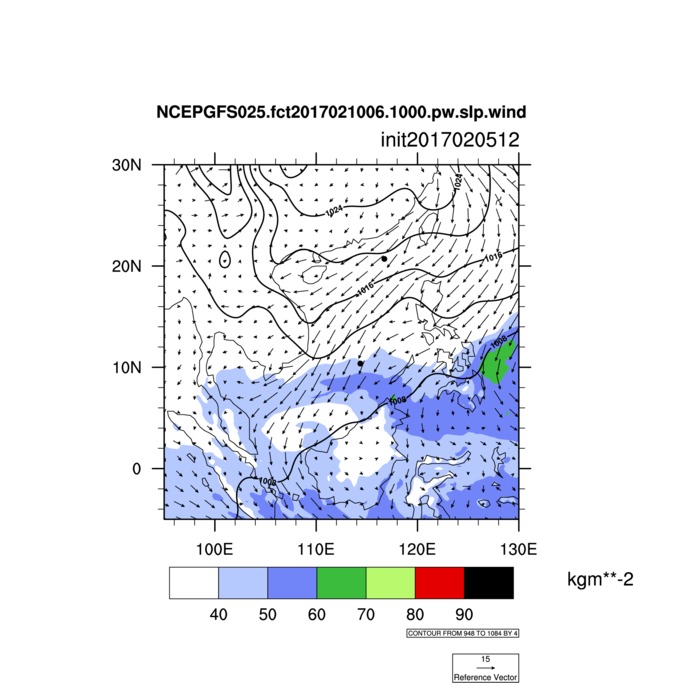 NCEPGFS025.fct2017021006.1000.pw.slp.wind
init2017020512
30N
1024
1024
20N
1016
1016
10N
1008
1008
0
1008
100E 110E 120E 130E
kgm**-2
40 50 60 70 80 90
CONTOUR FROM 948 TO 1084 BY 4
15
Reference Vector